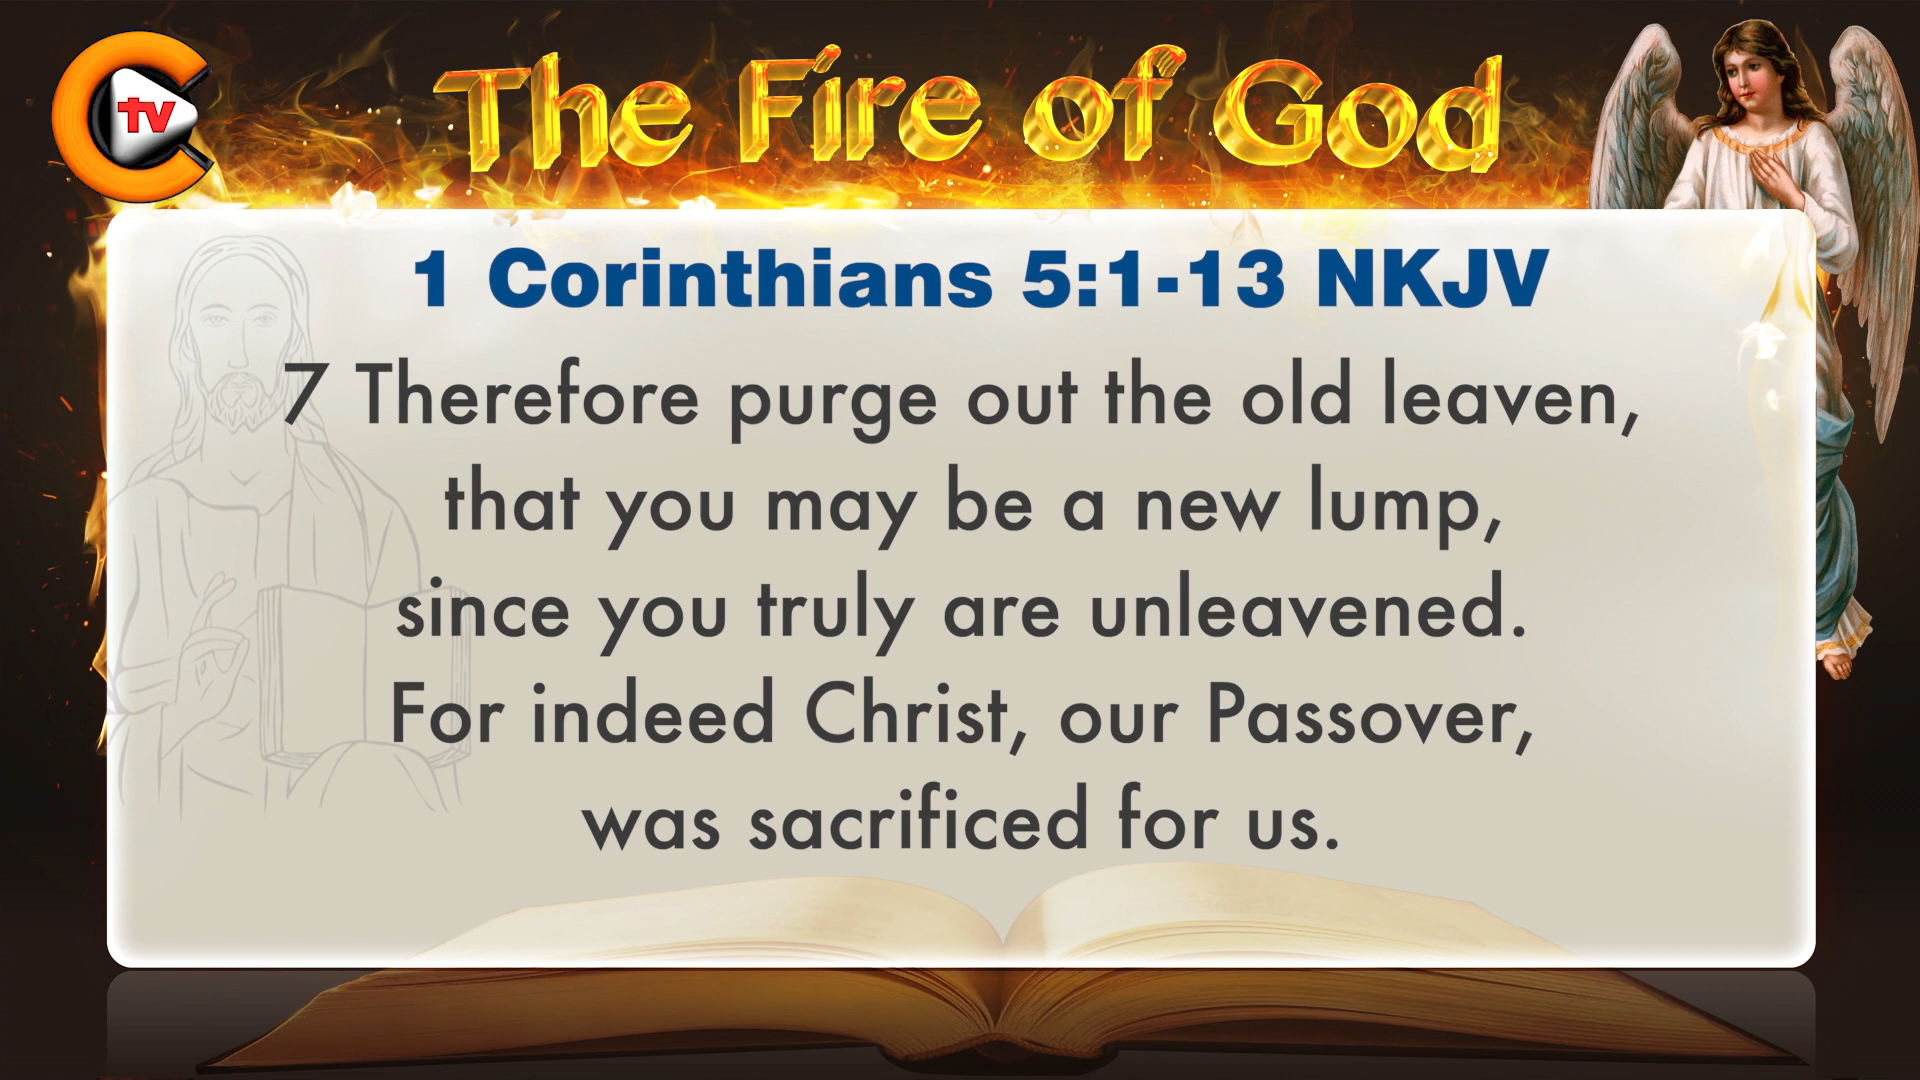 tv
The Fire of God
1 Corinthians 5:1-13 NKJV
7 Therefore purge out the old leaven,
that you may be a new lump,
since you truly are unleavened.
For indeed Christ, our Passover,
was sacrificed for us.